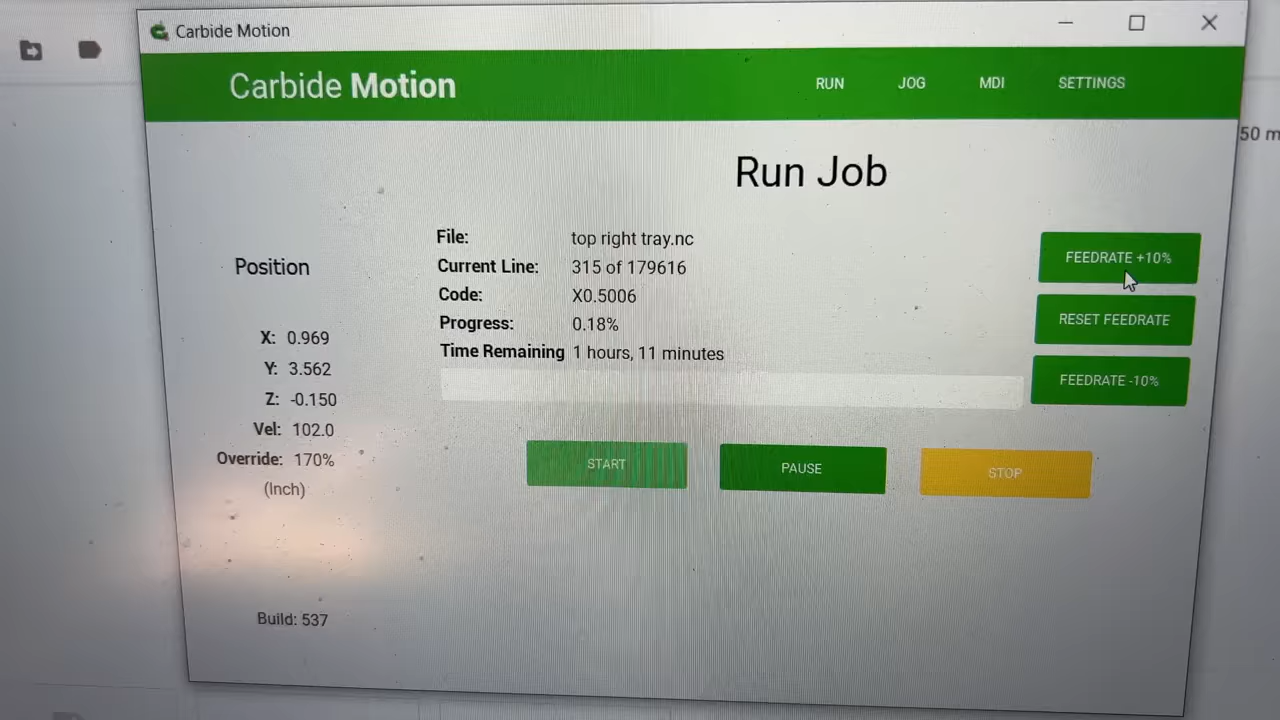 Carbide Motion
Carbide Motion
RUN JOG MDI SETTINGS
50 m
Run Job
Position
X: 0.969
Y: 3.562
Z: -0.150
Vel: 102.0
Override: 170%
(Inch)
Build: 537
File: top right tray.nc
Current Line: 315 of 179616
Code: X0.5006
Progress: 0.18%
Time Remaining 1 hours, 11 minutes
START PAUSE STOP
FEEDRATE +10%
RESET FEEDRATE
FEEDRATE -10%